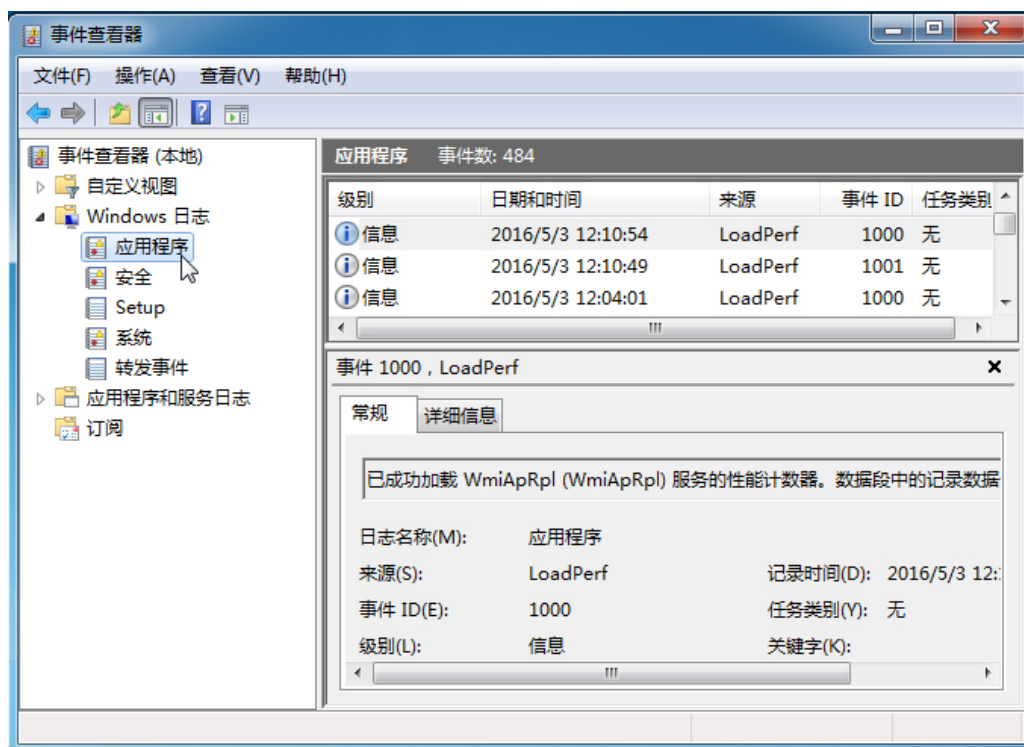 事件查看器
文件(F) 操作(A) 查看(V) 帮助(H)
事件查看器 (本地)
自定义视图
Windows 日志
应用程序
安全
Setup
系统
转发事件
应用程序和服务日志
订阅
应用程序 事件数: 484
级别 日期和时间 来源 事件 ID 任务类别
信息 2016/5/3 12:10:54 LoadPerf 1000 无
信息 2016/5/3 12:10:49 LoadPerf 1001 无
信息 2016/5/3 12:04:01 LoadPerf 1000 无
事件 1000，LoadPerf
常规 详细信息
已成功加载 WmiApRpl (WmiApRpl) 服务的性能计数器。数据段中的记录数据
日志名称(M): 应用程序
来源(S): LoadPerf 记录时间(D): 2016/5/3 12:
事件 ID(E): 1000 任务类别(Y): 无
级别(L): 信息 关键字(K):